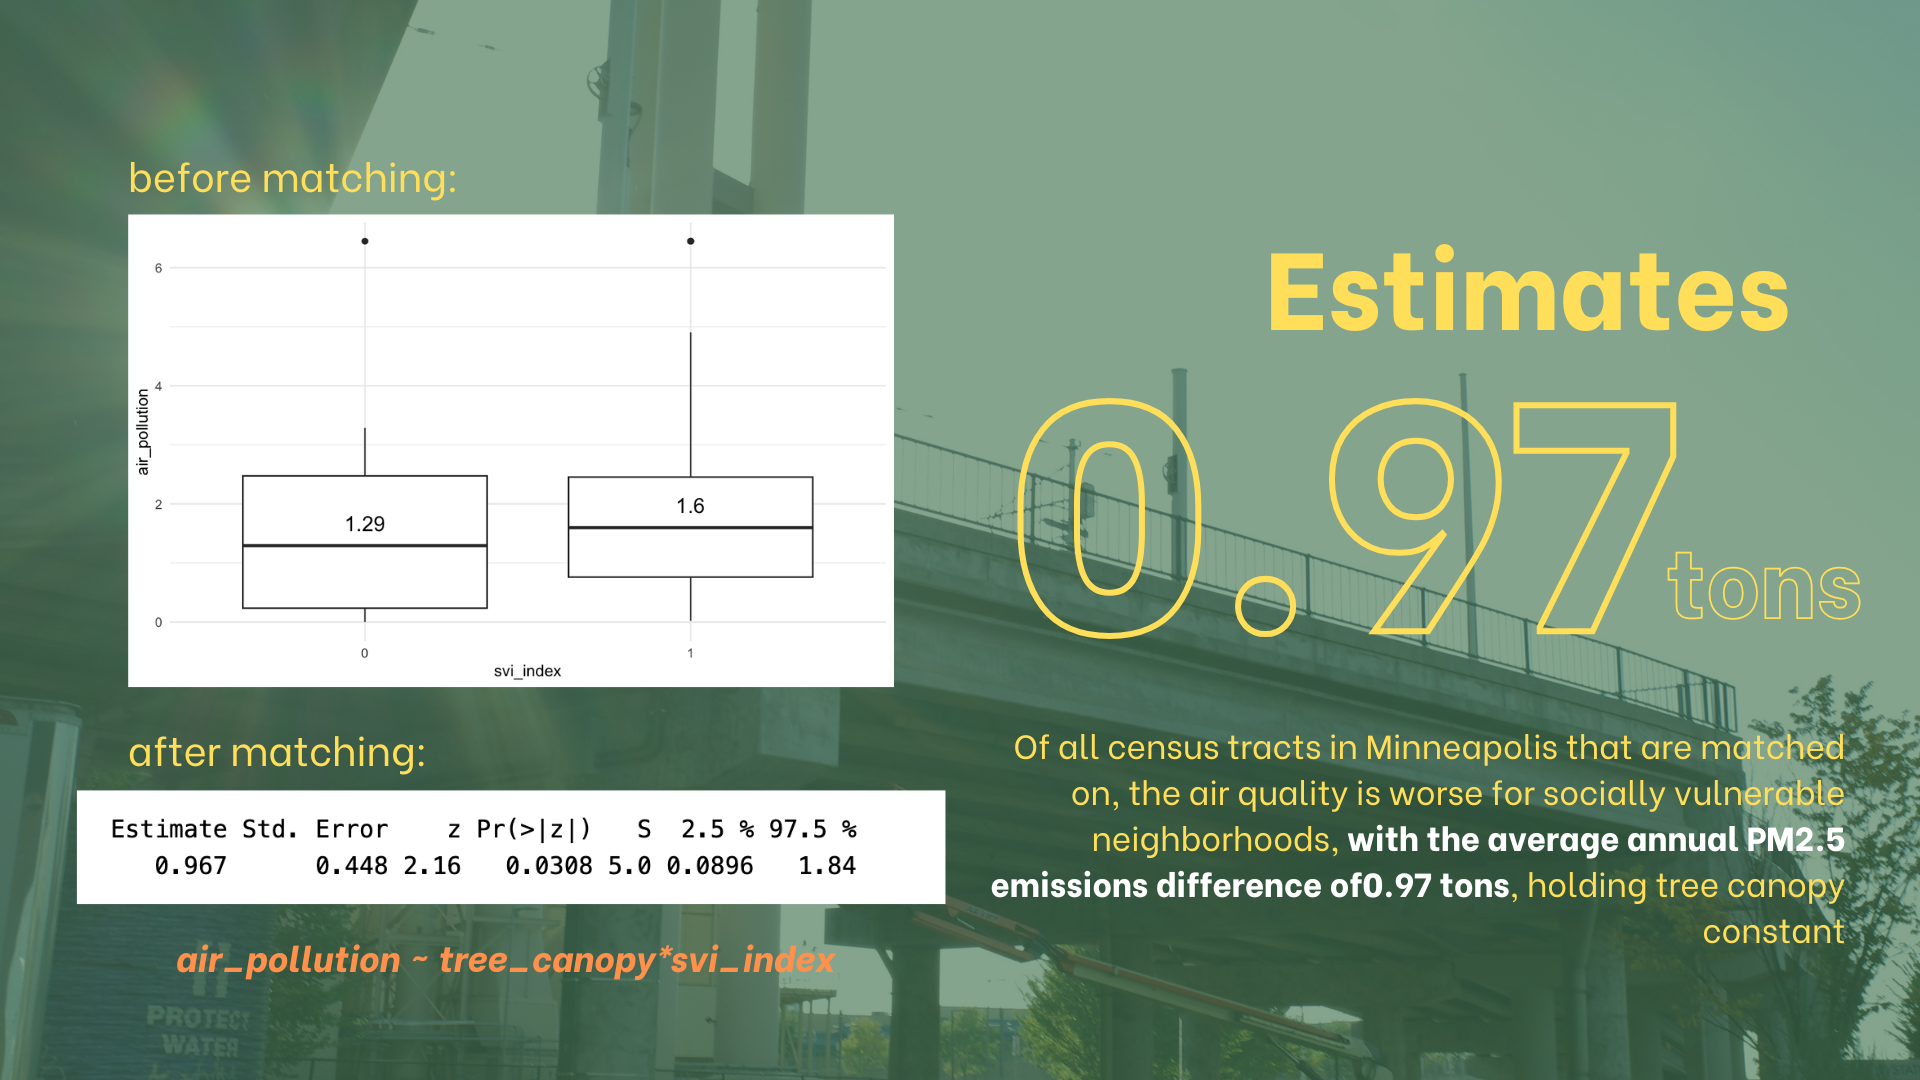 before matching:
6
4
2
0
air_pollution
1.29
1.6
0
1
svi_index
after matching:
Estimate Std. Error    z Pr(>|z|)   S  2.5 % 97.5 %
0.967      0.448 2.16   0.0308 5.0 0.0896   1.84
air_pollution ~ tree_canopy*svi_index
PROTECT
WATER
Estimates
0.97 tons
Of all census tracts in Minneapolis that are matched
on, the air quality is worse for socially vulnerable
neighborhoods, with the average annual PM2.5
emissions difference of0.97 tons, holding tree canopy
constant